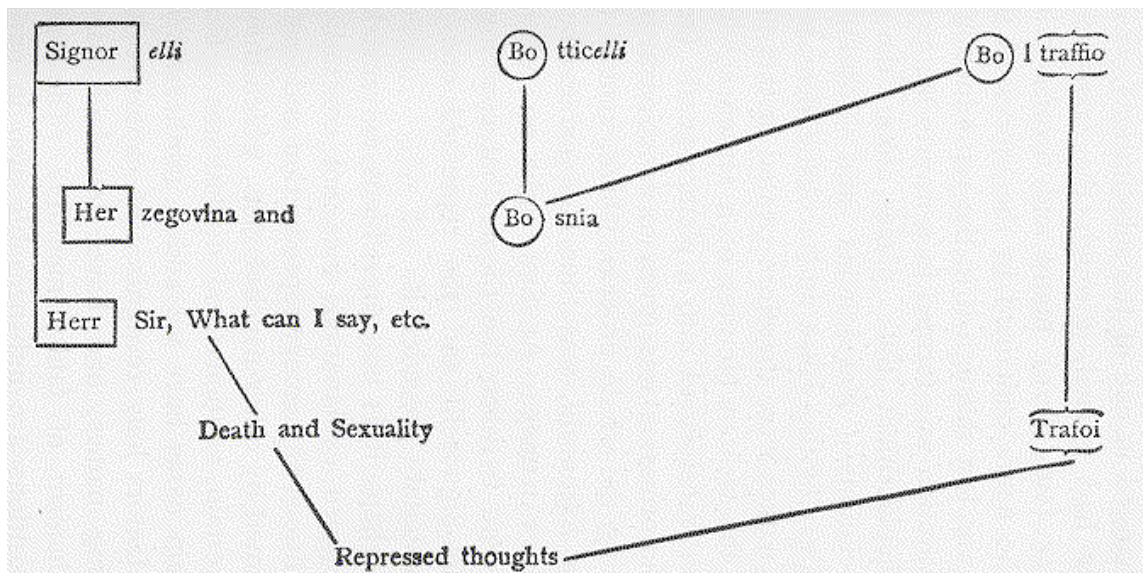 Signor elli Bo tticelli Bo l traffio
Her zegovina and Bo snia
Herr Sir, What can I say, etc.
Death and Sexuality Trafoi
Repressed thoughts